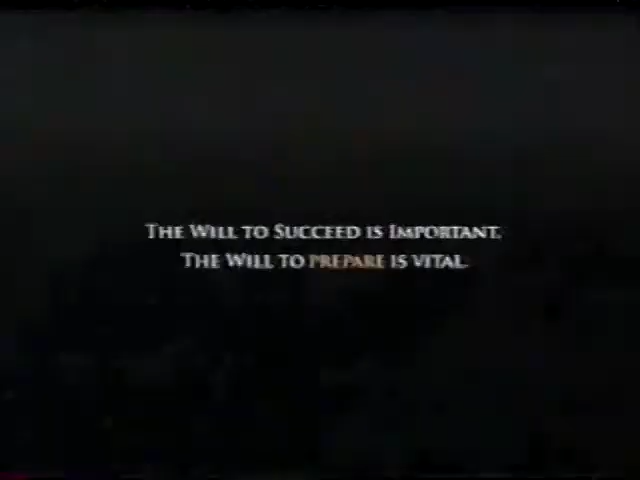 The Will to Succeed is Important.
The Will to PREPARE is vital.